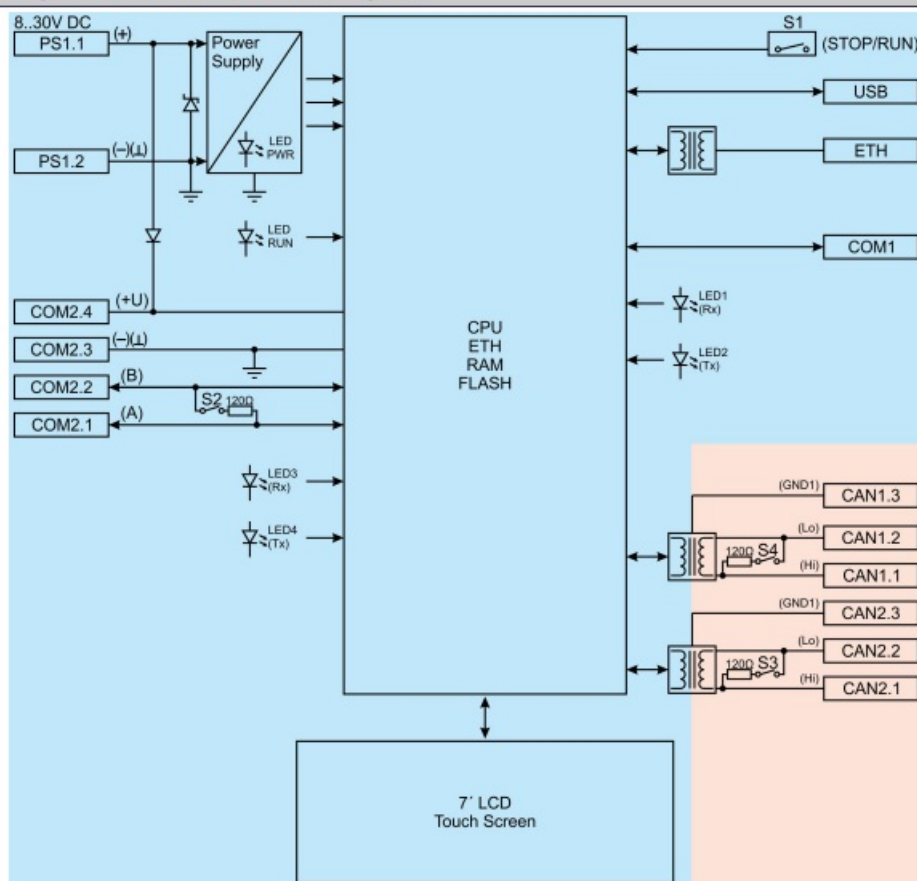 8..30V DC
PS1.1
(+)
Power
Supply
LED
PWR
PS1.2
(–)(⊥)
LED
RUN
COM2.4
(+U)
COM2.3
(–)(⊥)
COM2.2
(B)
S2
120Ω
COM2.1
(A)
LED3
(Rx)
LED4
(Tx)
CPU
ETH
RAM
FLASH
S1
(STOP/RUN)
USB
ETH
COM1
LED1
(Rx)
LED2
(Tx)
(GND1)
CAN1.3
(Lo)
CAN1.2
120Ω
S4
(Hi)
CAN1.1
(GND1)
CAN2.3
(Lo)
CAN2.2
120Ω
S3
(Hi)
CAN2.1
7´ LCD
Touch Screen